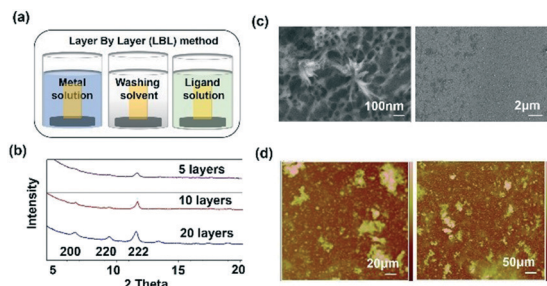 (a)
Layer By Layer (LBL) method
Metal
solution
Washing
solvent
Ligand
solution
(b)
Intensity
5 layers
10 layers
20 layers
200 220 222
5 10 15 20
2 Theta
(c)
100nm
2μm
(d)
20μm
50μm